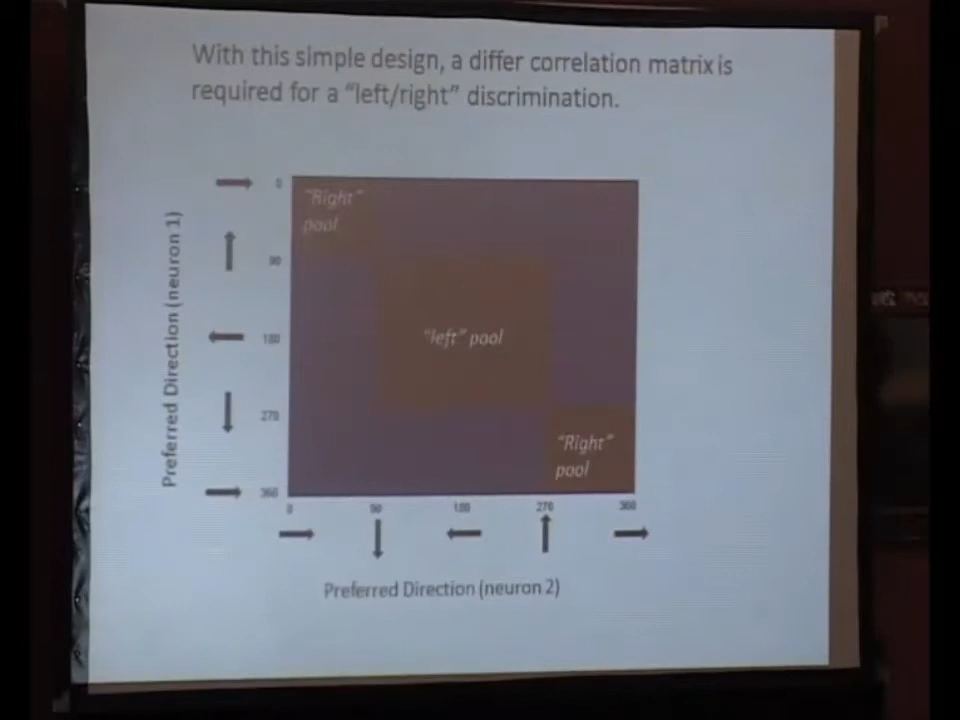 With this simple design, a differ correlation matrix is
required for a "left/right" discrimination.
Preferred Direction (neuron 1)
0
90
180
270
360
"Right"
pool
"left" pool
"Right"
pool
0
90
180
270
360
Preferred Direction (neuron 2)